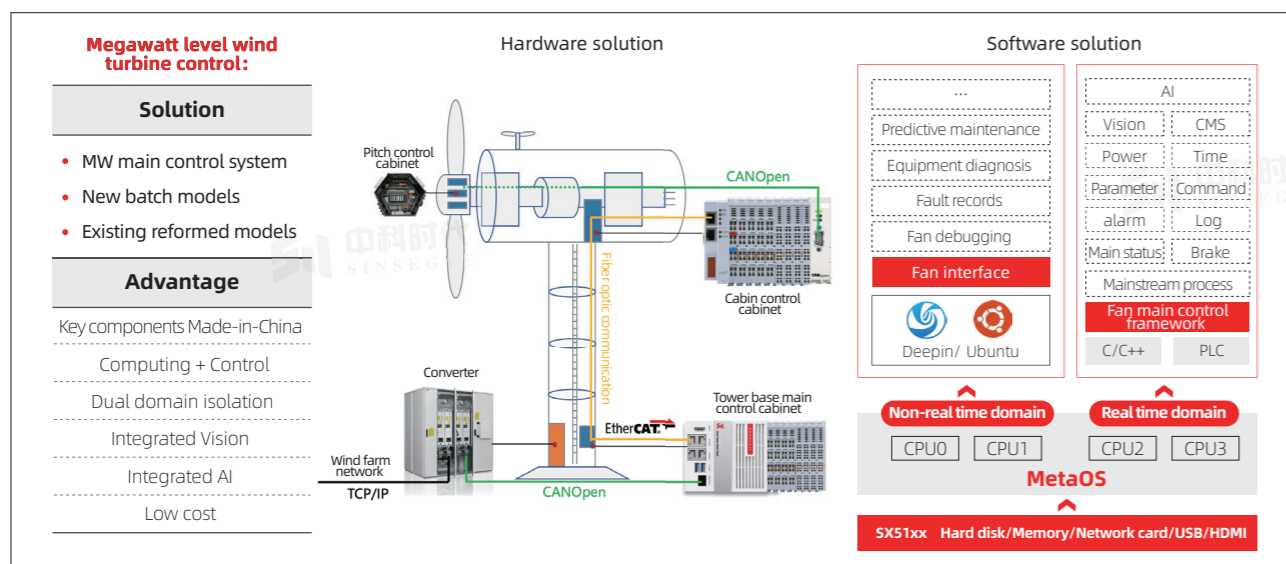 Megawatt level wind
turbine control:
Solution
MW main control system
New batch models
Existing reformed models
Advantage
Key components Made-in-China
Computing + Control
Dual domain isolation
Integrated Vision
Integrated AI
Low cost
Hardware solution
Pitch control
cabinet
CANOpen
Cabin control
cabinet
Fiber optic communication
Converter
Tower base main
control cabinet
EtherCAT
Wind farm
network
TCP/IP
CANOpen
中科时代
SINSEGYE
Software solution
...
Predictive maintenance
Equipment diagnosis
Fault records
Fan debugging
Fan interface
Deepin/ Ubuntu
AI
Vision CMS
Power Time
Parameter Command
alarm Log
Main status Brake
Mainstream process
Fan main control
framework
C/C++ PLC
Non-real time domain
Real time domain
CPU0 CPU1 CPU2 CPU3
MetaOS
SX51xx Hard disk/Memory/Network card/USB/HDMI